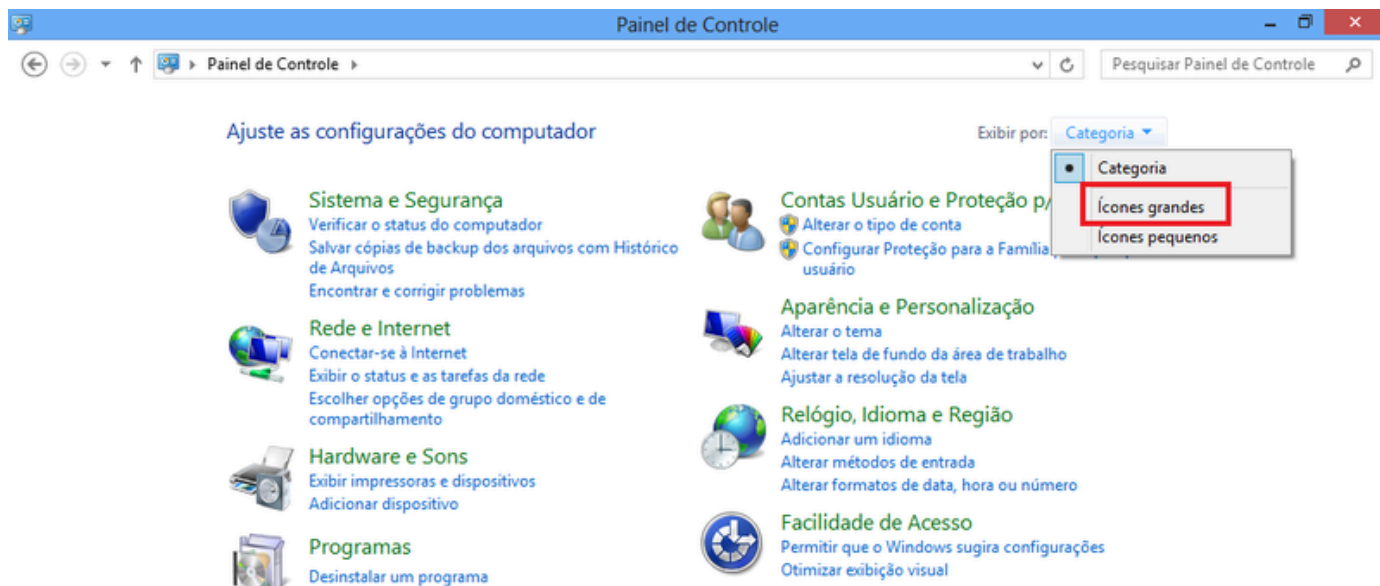 Painel de Controle
Painel de Controle
Pesquisar Painel de Controle
Ajuste as configurações do computador
Exibir por: Categoria
Categoria
Ícones grandes
Ícones pequenos
Sistema e Segurança
Verificar o status do computador
Salvar cópias de backup dos arquivos com Histórico
de Arquivos
Encontrar e corrigir problemas
Rede e Internet
Conectar-se à Internet
Exibir o status e as tarefas da rede
Escolher opções de grupo doméstico e de
compartilhamento
Hardware e Sons
Exibir impressoras e dispositivos
Adicionar dispositivo
Programas
Desinstalar um programa
Contas Usuário e Proteção p/
Alterar o tipo de conta
Configurar Proteção para a Família
usuário
Aparência e Personalização
Alterar o tema
Alterar tela de fundo da área de trabalho
Ajustar a resolução da tela
Relógio, Idioma e Região
Adicionar um idioma
Alterar métodos de entrada
Alterar formatos de data, hora ou número
Facilidade de Acesso
Permitir que o Windows sugira configurações
Otimizar exibição visual